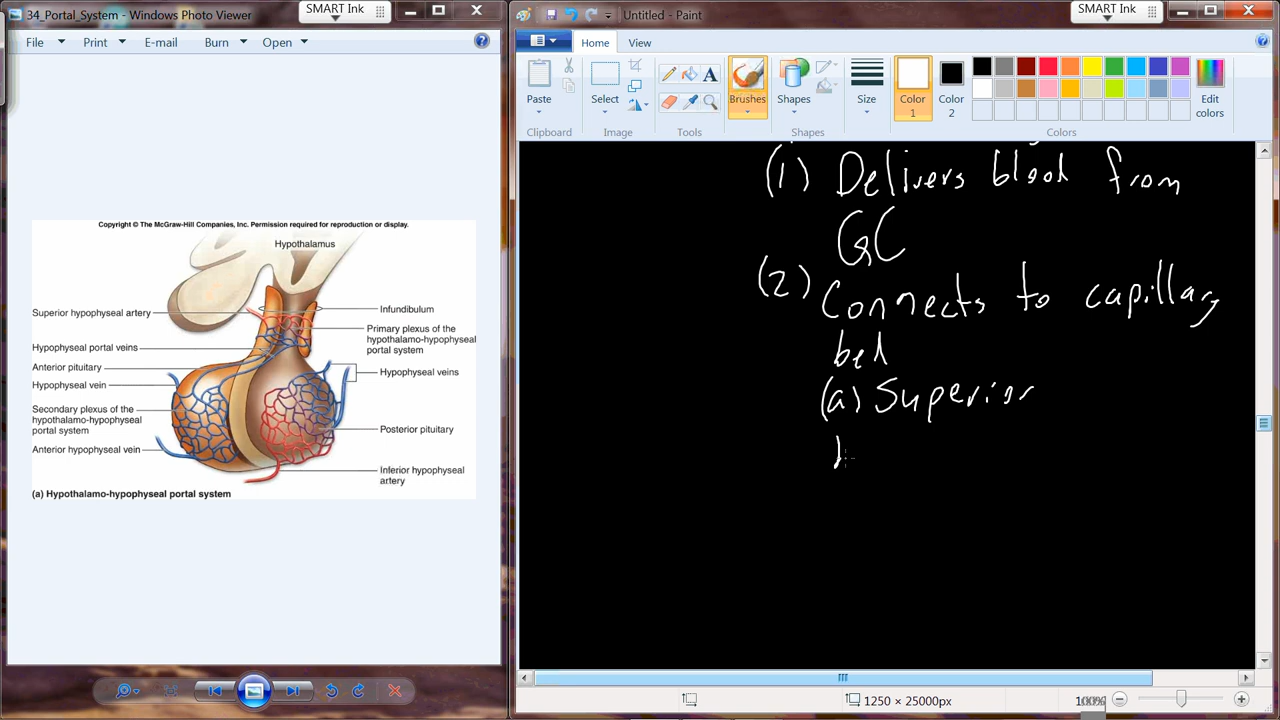 34_Portal_System - Windows Photo Viewer
SMART Ink
File Print E-mail Burn Open
Copyright © The McGraw-Hill Companies, Inc. Permission required for reproduction or display.
Hypothalamus
Superior hypophyseal artery
Hypophyseal portal veins
Anterior pituitary
Hypophyseal vein
Secondary plexus of the
hypothalamo-hypophyseal
portal system
Anterior hypophyseal vein
Infundibulum
Primary plexus of the
hypothalamo-hypophyseal
portal system
Hypophyseal veins
Posterior pituitary
Inferior hypophyseal
artery
(a) Hypothalamo-hypophyseal portal system
Untitled - Paint
SMART Ink
Home View
Paste
Select
Brushes
Shapes
Size
Color
1
Color
2
Edit
colors
Clipboard Image Tools Shapes Colors
(1) Delivers blood from
GC
(2) Connects to capillary
bed
(a) Superior
1250 × 25000px
100%